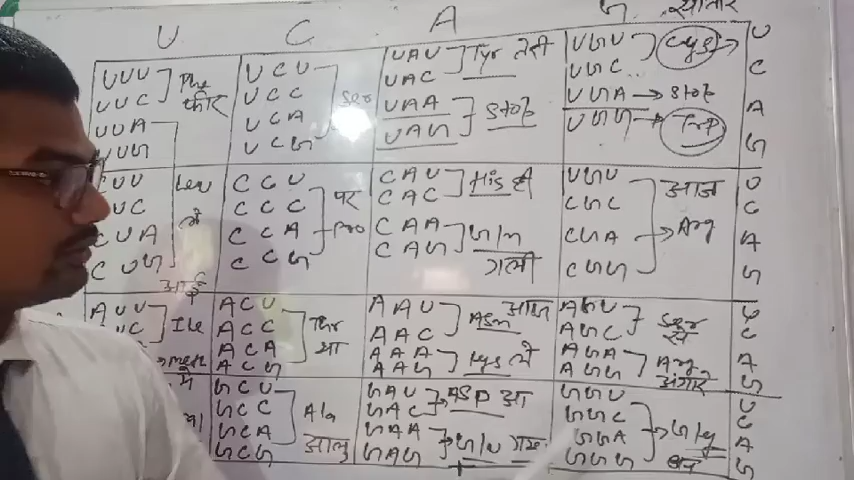 U C A G
UUU UCU UAU UGU U
UUC Phe UCC UAC Tyr UGC Cys C
UUA UCA Ser UAA UGA → Stop A
UUG UCG UAG Stop UGG → Trp G
CUU CCU CAU UGU आज U
CUC Leu CCC पर CAC His CGC C
CUA CCA Pro CAA CGA → Arg A
CUG CCG CAG Gln CGG G
गली
AUU ACU AAU AGU
AUC Ile ACC Thr AAC Asn AGC Ser C
ACA था AAA AGA Arg A
ACG AAG Lys AGG अंगारे G
GCU GAU GGU U
GCC Ala GAC Asp GGC C
GCA आलु GAA Glu GGA → Gly A
GCG GAG GGG G